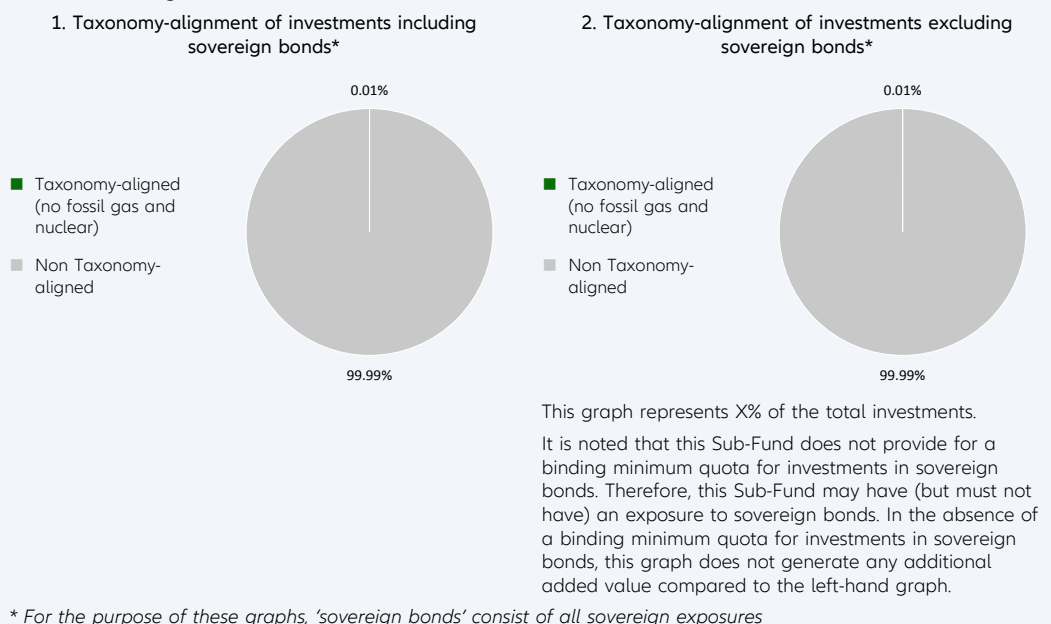 1. Taxonomy-alignment of investments including
sovereign bonds*
0.01%
Taxonomy-aligned
(no fossil gas and
nuclear)
Non Taxonomy-
aligned
99.99%
2. Taxonomy-alignment of investments excluding
sovereign bonds*
0.01%
Taxonomy-aligned
(no fossil gas and
nuclear)
Non Taxonomy-
aligned
99.99%
This graph represents X% of the total investments.
It is noted that this Sub-Fund does not provide for a
binding minimum quota for investments in sovereign
bonds. Therefore, this Sub-Fund may have (but must not
have) an exposure to sovereign bonds. In the absence of
a binding minimum quota for investments in sovereign
bonds, this graph does not generate any additional
added value compared to the left-hand graph.
* For the purpose of these graphs, ‘sovereign bonds’ consist of all sovereign exposures